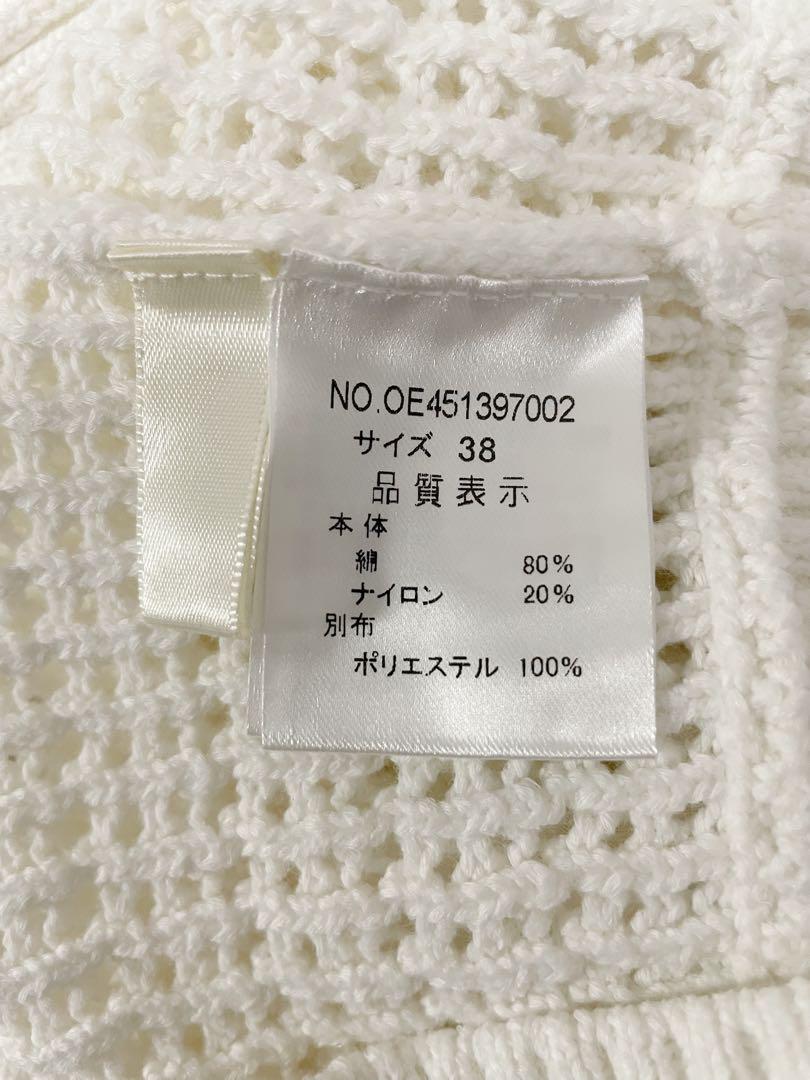 NO.OE451397002
サイズ 38
品質表示
本体
綿 80%
ナイロン 20%
別布
ポリエステル 100%